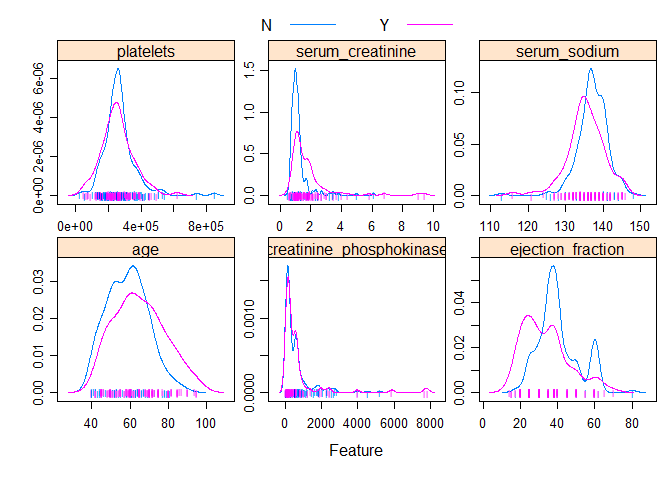 N Y
platelets serum_creatinine serum_sodium
0e+00 2e-06 4e-06 6e-06
0e+00 4e+05 8e+05
0.0 0.5 1.0 1.5
0 2 4 6 8 10
0.00 0.05 0.10
110 120 130 140 150
age creatinine_phosphokinase ejection_fraction
0.00 0.01 0.02 0.03
40 60 80 100
0.0000 0.0010
0 2000 4000 6000 8000
0.00 0.02 0.04
0 20 40 60 80
Feature